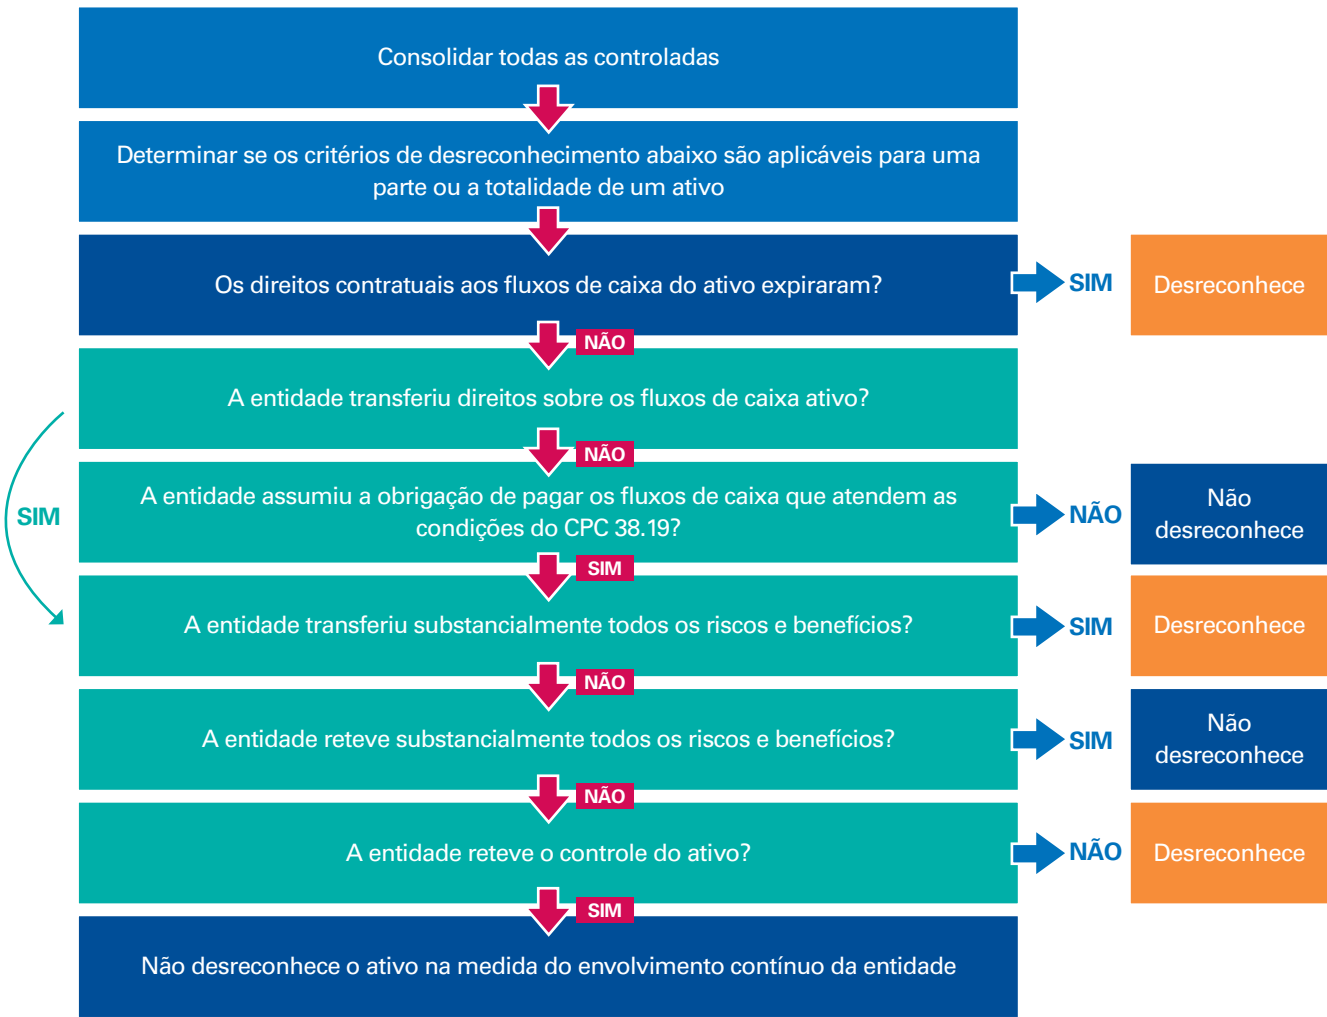 Consolidar todas as controladas
Determinar se os critérios de desreconhecimento abaixo são aplicáveis para uma
parte ou a totalidade de um ativo
Os direitos contratuais aos fluxos de caixa do ativo expiraram?
SIM
Desreconhece
NÃO
A entidade transferiu direitos sobre os fluxos de caixa ativo?
SIM
NÃO
A entidade assumiu a obrigação de pagar os fluxos de caixa que atendem as
condições do CPC 38.19?
NÃO
Não
desreconhece
SIM
A entidade transferiu substancialmente todos os riscos e benefícios?
SIM
Desreconhece
NÃO
A entidade reteve substancialmente todos os riscos e benefícios?
SIM
Não
desreconhece
NÃO
A entidade reteve o controle do ativo?
NÃO
Desreconhece
SIM
Não desreconhece o ativo na medida do envolvimento contínuo da entidade